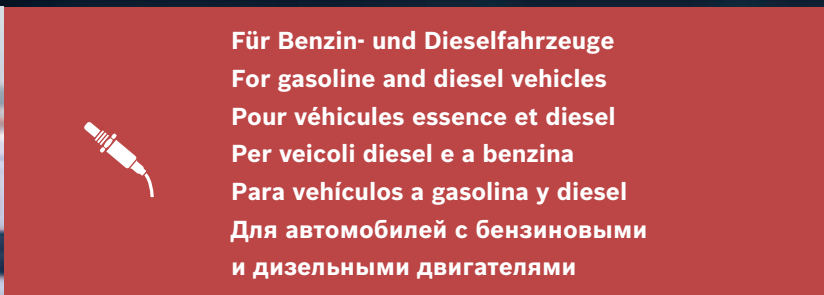 Für Benzin- und Dieselfahrzeuge
For gasoline and diesel vehicles
Pour véhicules essence et diesel
Per veicoli diesel e a benzina
Para vehículos a gasolina y diesel
Для автомобилей с бензиновыми
и дизельными двигателями